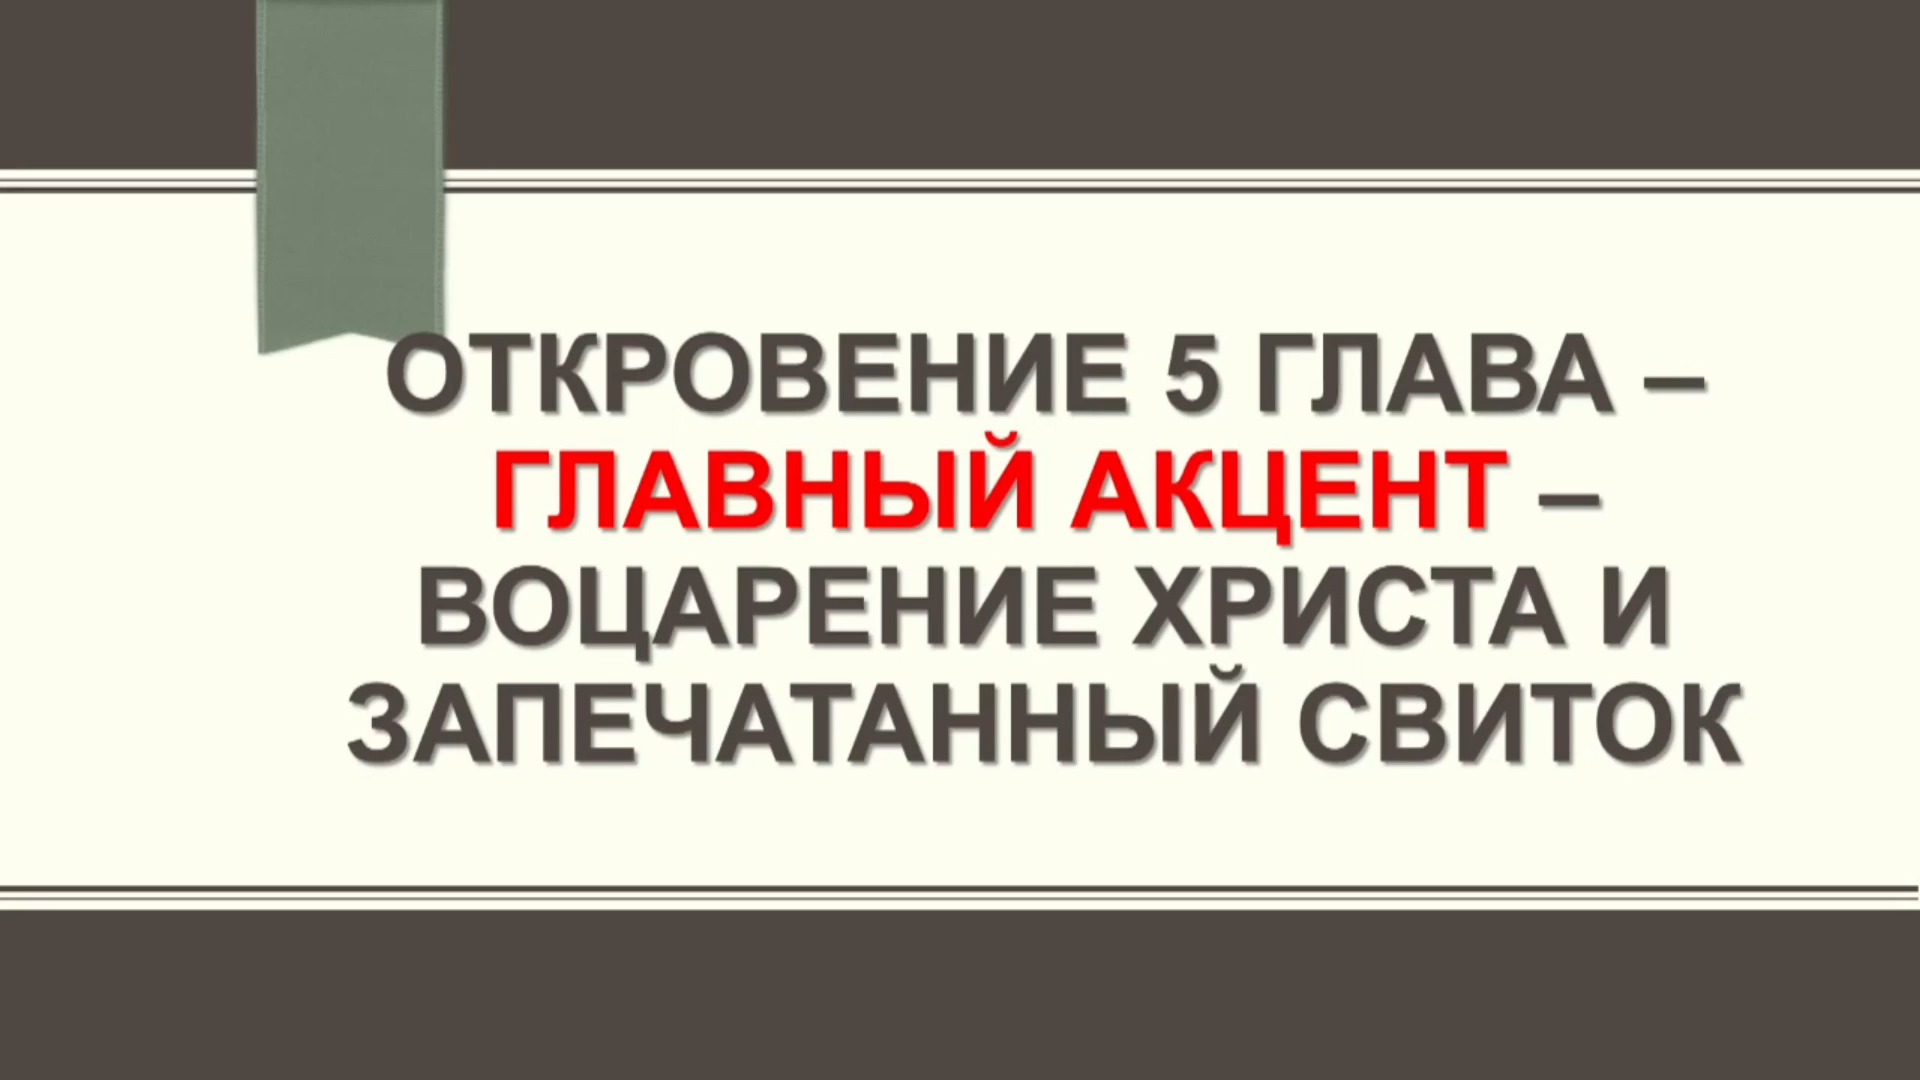 ОТКРОВЕНИЕ 5 ГЛАВА –
ГЛАВНЫЙ АКЦЕНТ –
ВОЦАРЕНИЕ ХРИСТА И
ЗАПЕЧАТАННЫЙ СВИТОК